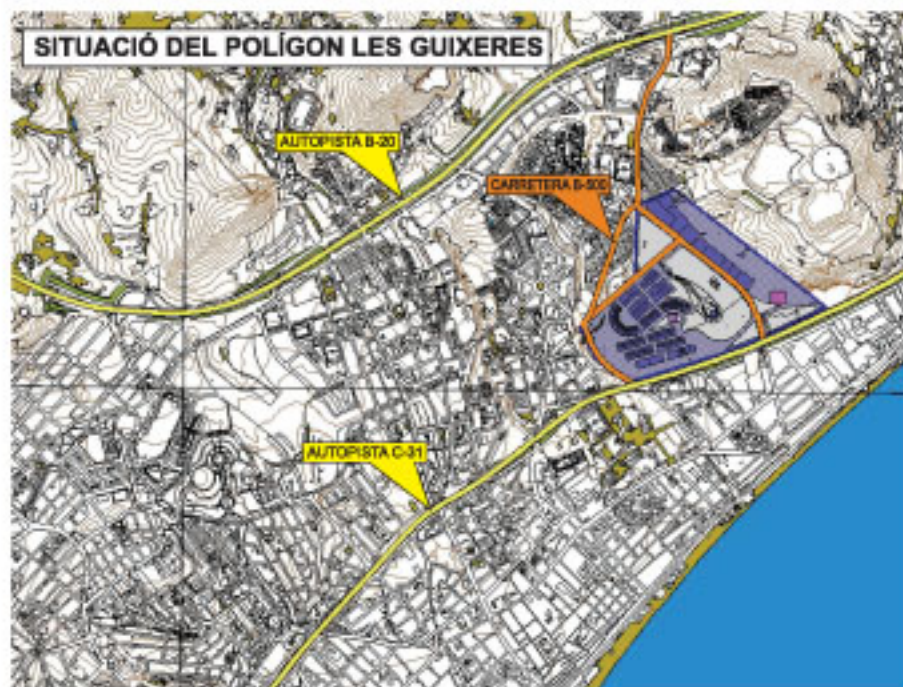 SITUACIÓ DEL POLÍGON LES GUIXERES
AUTOPISTA B-20
CARRETERA B-500
AUTOPISTA C-31